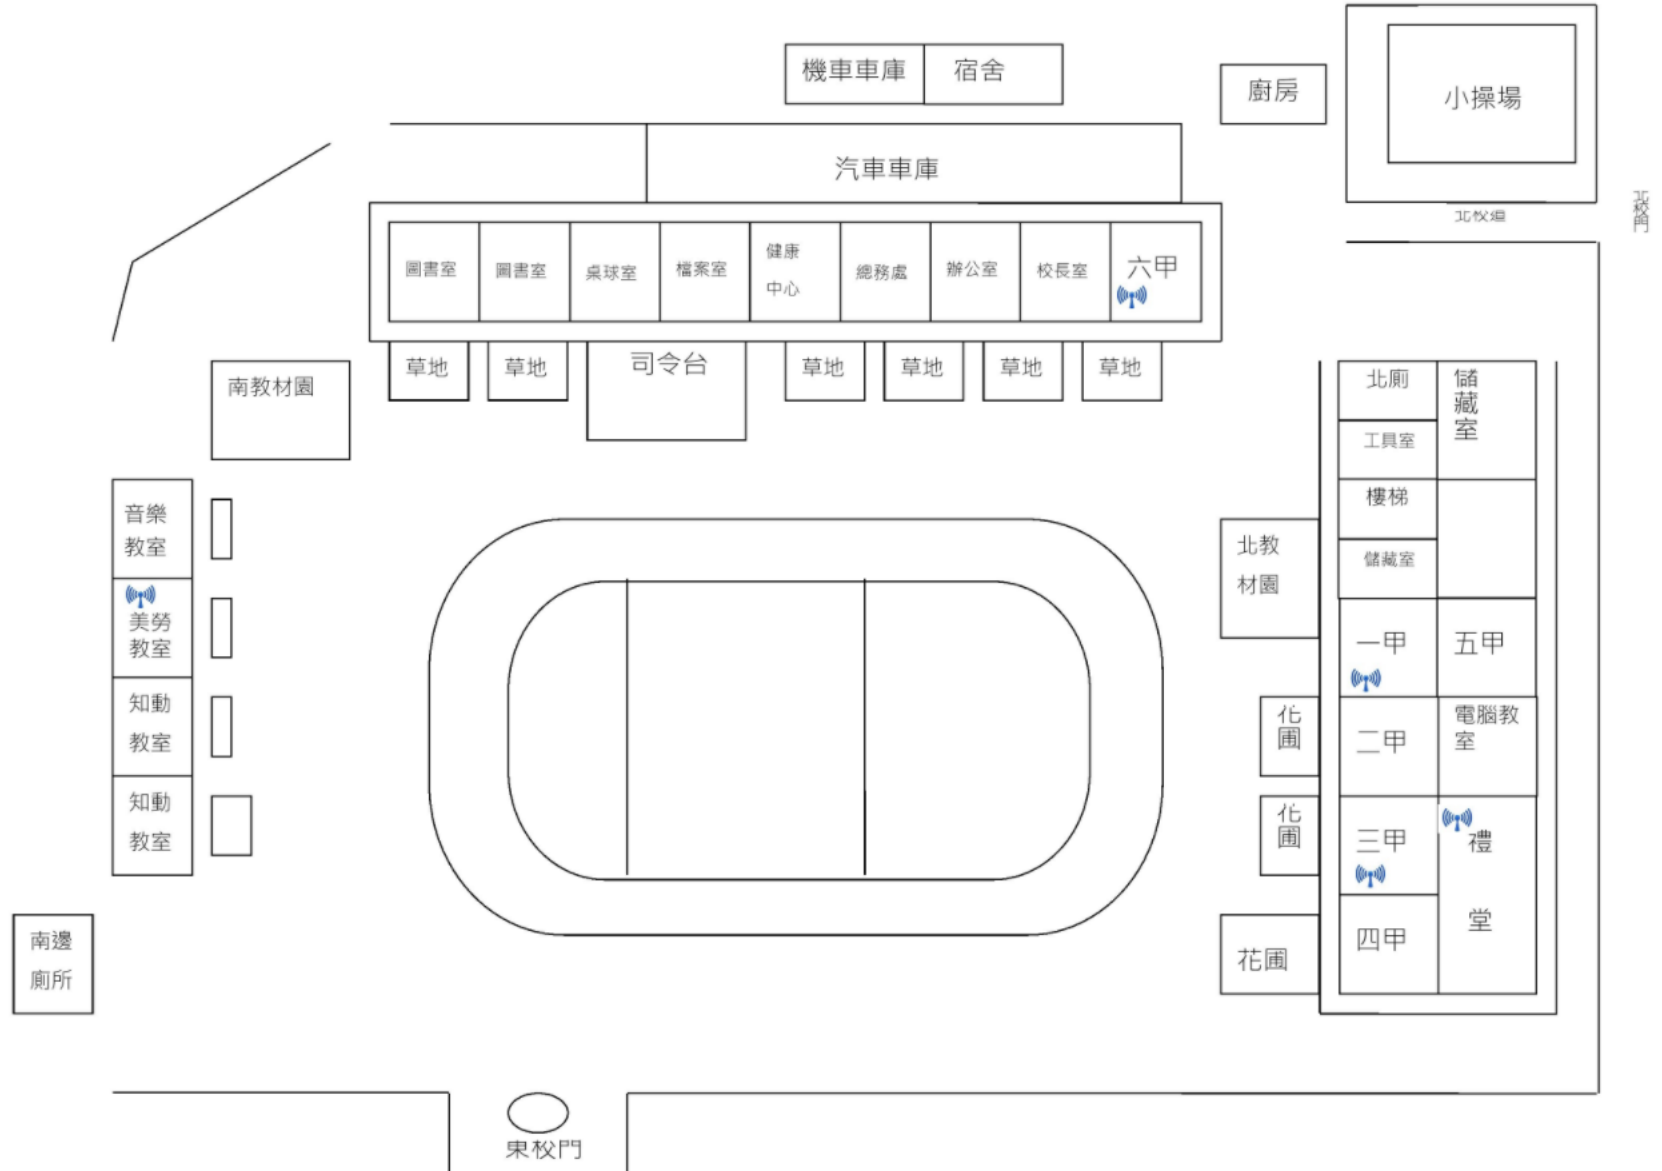 機車車庫
宿舍
廚房
小操場
汽車車庫
北校道
北校門
圖書室
圖書室
桌球室
檔案室
健康
中心
總務處
辦公室
校長室
六甲
草地
草地
司令台
草地
草地
草地
草地
南教材園
北廁
儲藏室
工具室
樓梯
儲藏室
音樂
教室
美勞
教室
知動
教室
知動
教室
北教
材園
一甲
五甲
花圃
二甲
電腦教
室
花圃
三甲
禮
堂
花圃
四甲
南邊
廁所
東校門